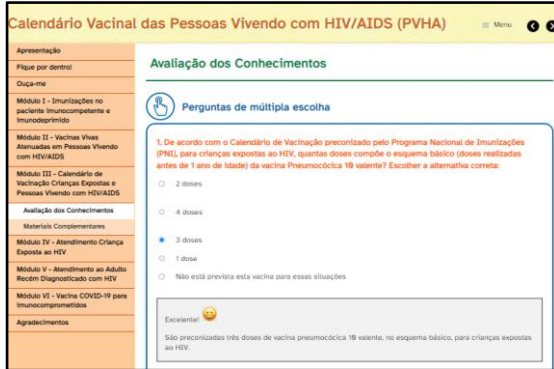 Calendário Vacinal das Pessoas Vivendo com HIV/AIDS (PVHA)
Menu
Apresentação
Fique por dentro!
Ouça-me
Módulo I - Imunizações no
paciente imunocompetente e
imunodeprimido
Módulo II - Vacinas Vivas
Atenuadas em Pessoas Vivendo
com HIV/AIDS
Módulo III - Calendário de
Vacinação Crianças Expostas e
Pessoas Vivendo com HIV/AIDS
Avaliação dos Conhecimentos
Materiais Complementares
Módulo IV - Atendimento Criança
Exposta ao HIV
Módulo V - Atendimento ao Adulto
Recém Diagnosticado com HIV
Módulo VI - Vacina COVID-19 para
Imunocomprometidos
Agradecimentos
Avaliação dos Conhecimentos
Perguntas de múltipla escolha
1. De acordo com o Calendário de Vacinação preconizado pelo Programa Nacional de Imunizações
(PNI), para crianças expostas ao HIV, quantas doses compõe o esquema básico (doses realizadas
antes de 1 ano de idade) da vacina Pneumocócica 10 valente? Escolher a alternativa correta:
2 doses
4 doses
3 doses
1 dose
Não está prevista esta vacina para essas situações
Excelente!
São preconizadas três doses de vacina pneumocócica 10 valente, no esquema básico, para crianças expostas
ao HIV.